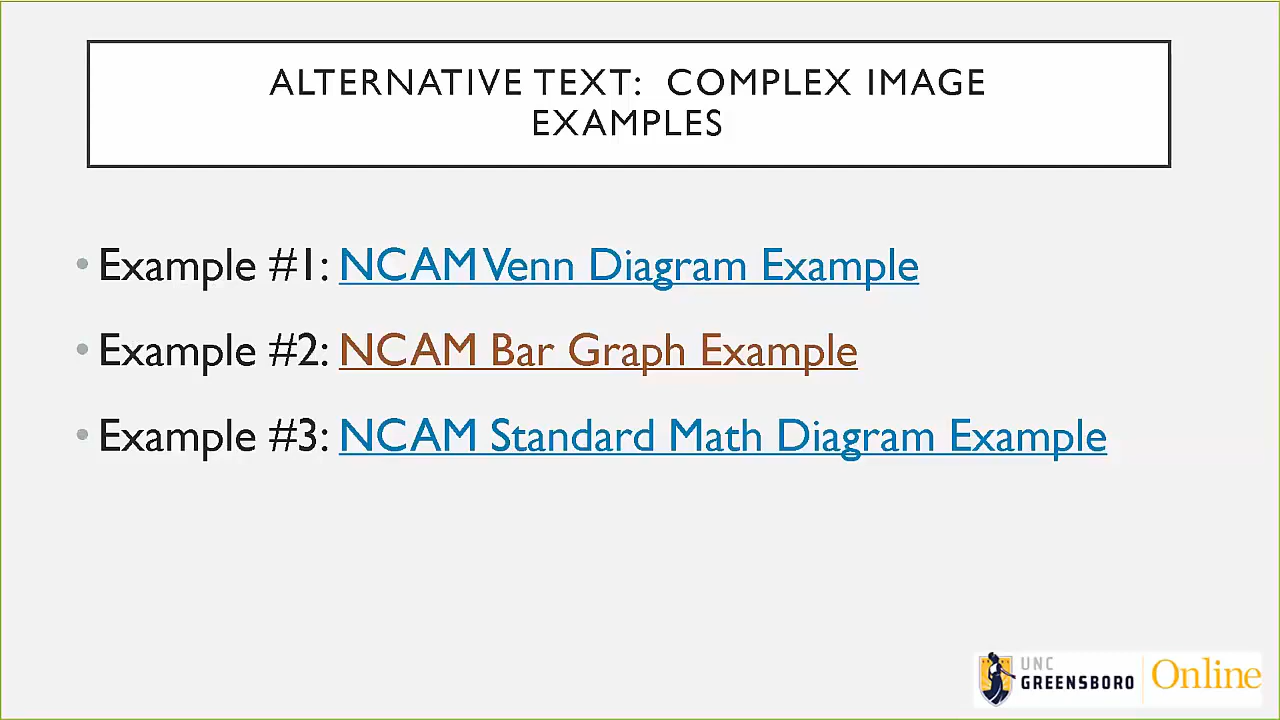 ALTERNATIVE TEXT: COMPLEX IMAGE
EXAMPLES
• Example #1: NCAM Venn Diagram Example
• Example #2: NCAM Bar Graph Example
• Example #3: NCAM Standard Math Diagram Example
UNC
GREENSBORO
Online